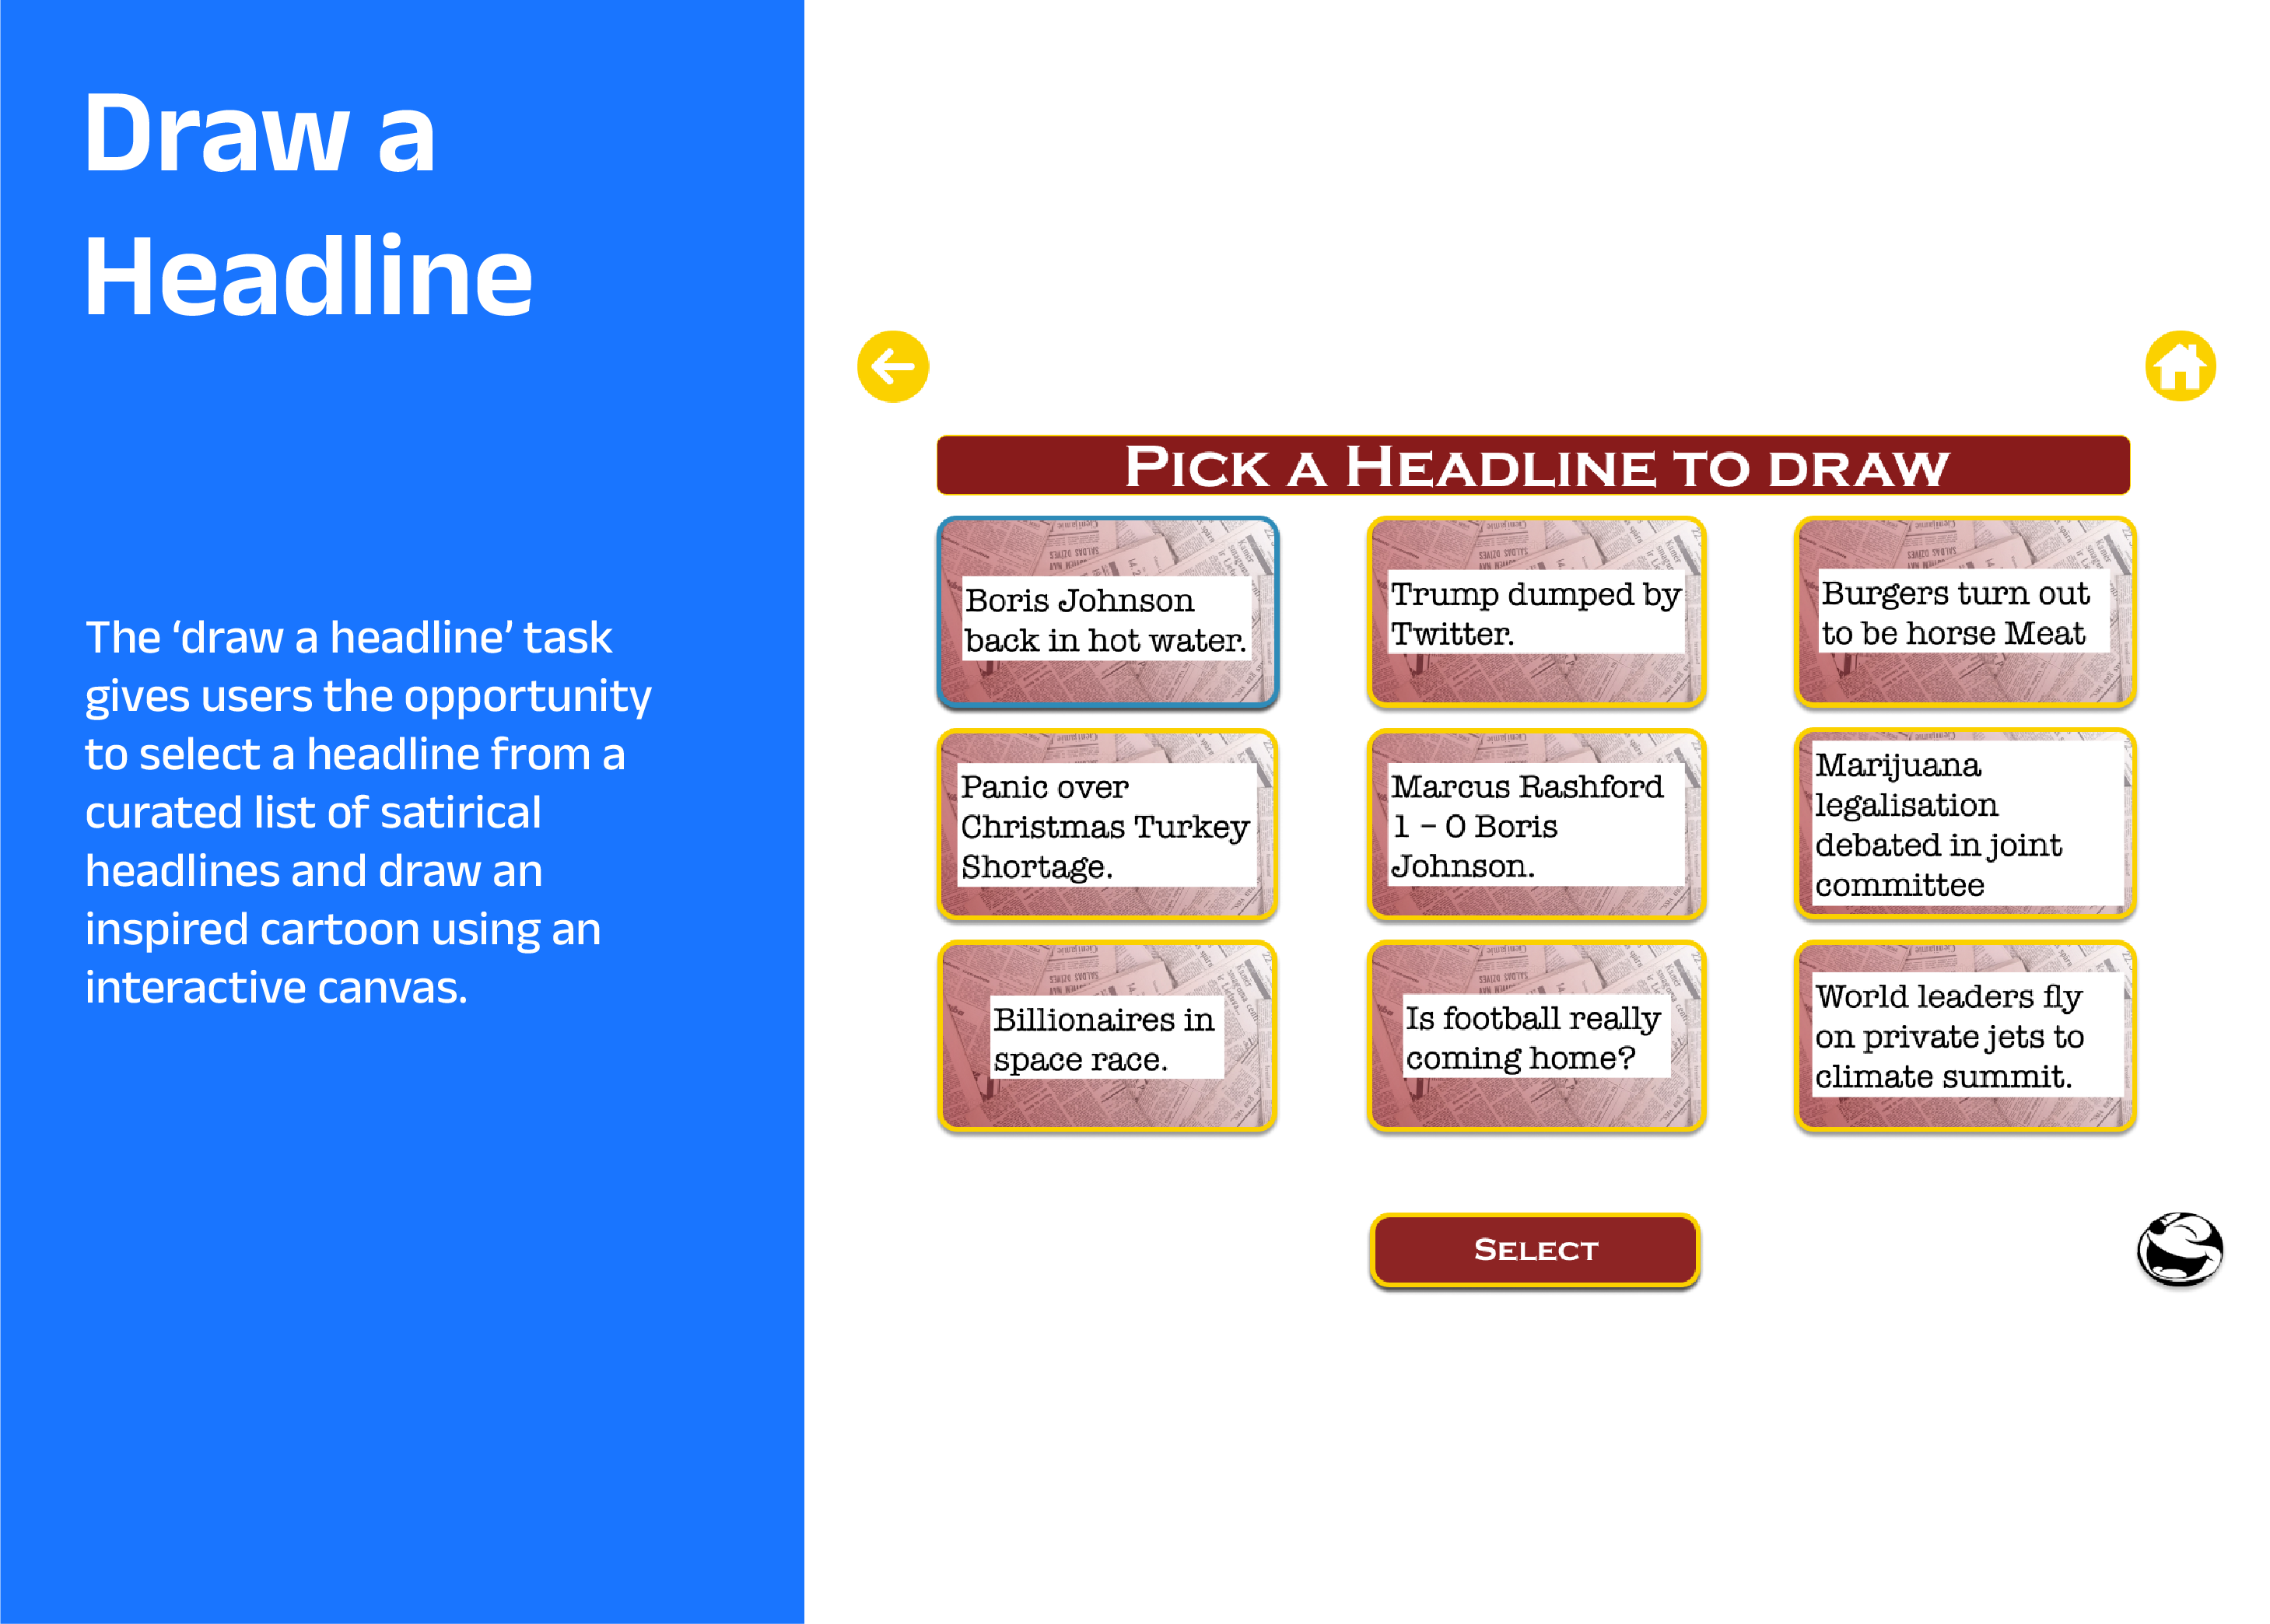 Draw a
Headline
The ‘draw a headline’ task
gives users the opportunity
to select a headline from a
curated list of satirical
headlines and draw an
inspired cartoon using an
interactive canvas.
PICK A HEADLINE TO DRAW
Boris Johnson
back in hot water.
Trump dumped by
Twitter.
Burgers turn out
to be horse Meat
Panic over
Christmas Turkey
Shortage.
Marcus Rashford
1 – 0 Boris
Johnson.
Marijuana
legalisation
debated in joint
committee
Billionaires in
space race.
Is football really
coming home?
World leaders fly
on private jets to
climate summit.
SELECT